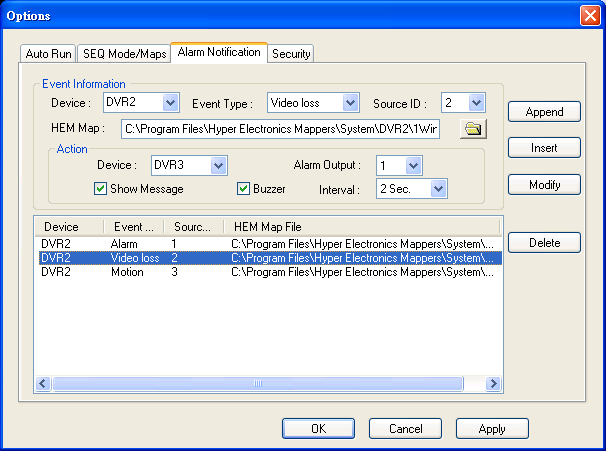 Options
Auto Run SEQ Mode/Maps Alarm Notification Security
Event Information
Device : DVR2 Event Type : Video loss Source ID : 2
HEM Map : C:\Program Files\Hyper Electronics Mappers\System\DVR2\1\Wir
Action
Device : DVR3 Alarm Output : 1
Show Message Buzzer Interval : 2 Sec.
Append
Insert
Modify
Delete
Device Event ... Sourc... HEM Map File
DVR2 Alarm 1 C:\Program Files\Hyper Electronics Mappers\System\...
DVR2 Video loss 2 C:\Program Files\Hyper Electronics Mappers\System\...
DVR2 Motion 3 C:\Program Files\Hyper Electronics Mappers\System\...
OK Cancel Apply